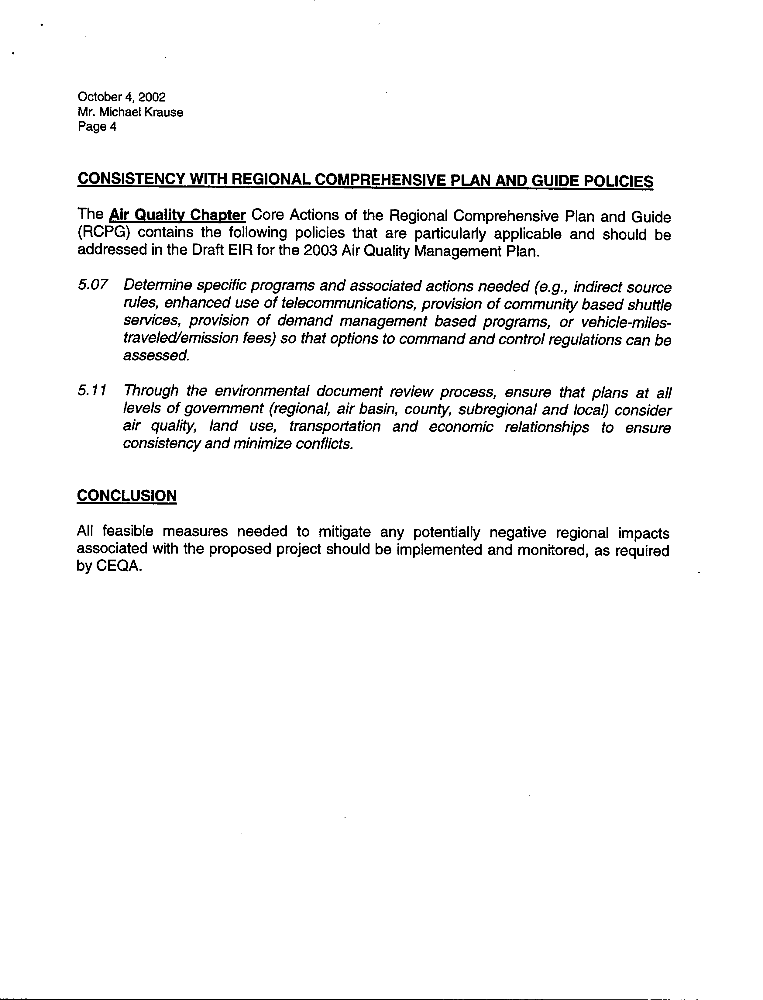 October 4, 2002
Mr. Michael Krause
Page 4
CONSISTENCY WITH REGIONAL COMPREHENSIVE PLAN AND GUIDE POLICIES
The Air Quality Chapter Core Actions of the Regional Comprehensive Plan and Guide
(RCPG) contains the following policies that are particularly applicable and should be
addressed in the Draft EIR for the 2003 Air Quality Management Plan.
5.07 Determine specific programs and associated actions needed (e.g., indirect source
rules, enhanced use of telecommunications, provision of community based shuttle
services, provision of demand management based programs, or vehicle-miles-
traveled/emission fees) so that options to command and control regulations can be
assessed.
5.11 Through the environmental document review process, ensure that plans at all
levels of government (regional, air basin, county, subregional and local) consider
air quality, land use, transportation and economic relationships to ensure
consistency and minimize conflicts.
CONCLUSION
All feasible measures needed to mitigate any potentially negative regional impacts
associated with the proposed project should be implemented and monitored, as required
by CEQA.